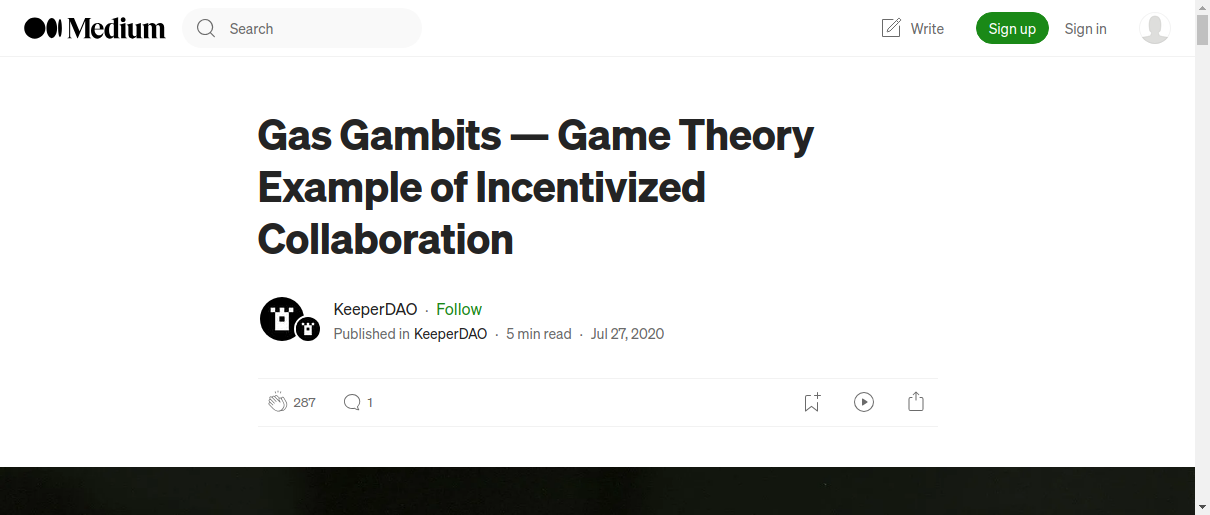 Medium
Search
Write
Sign up
Sign in
Gas Gambits — Game Theory
Example of Incentivized
Collaboration
KeeperDAO · Follow
Published in KeeperDAO · 5 min read · Jul 27, 2020
287
1